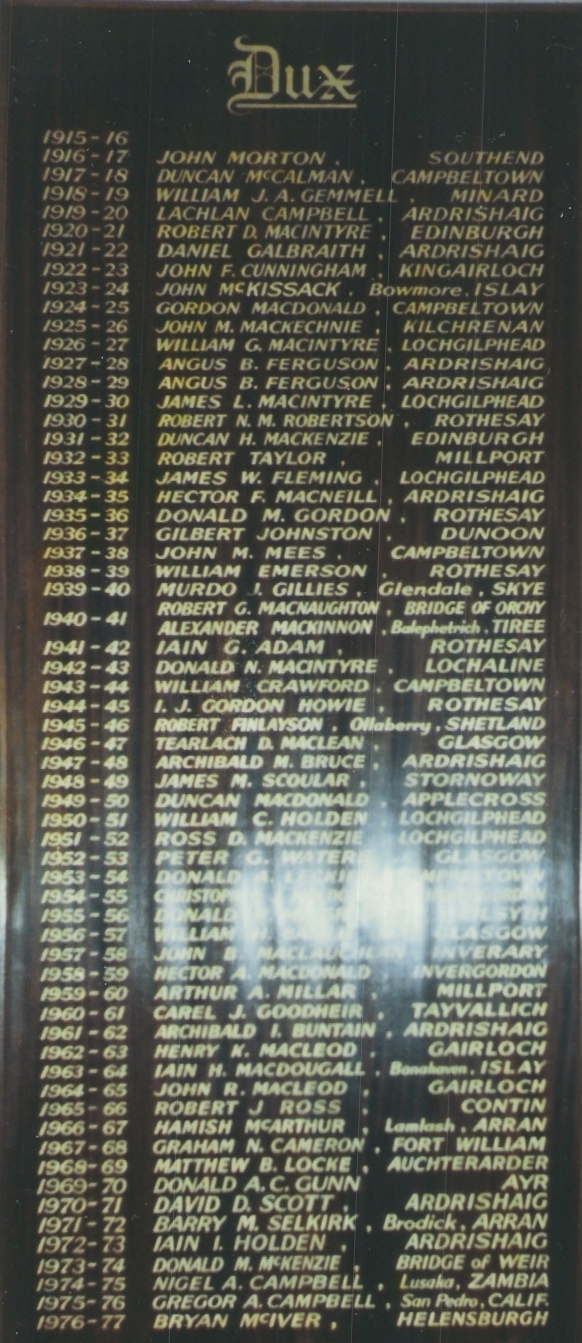 Dux
1915-16
1916-17 JOHN MORTON, SOUTHEND
1917-18 DUNCAN McCALMAN, CAMPBELTOWN
1918-19 WILLIAM J. A. GEMMELL, MINARD
1919-20 LACHLAN CAMPBELL, ARDRISHAIG
1920-21 ROBERT D. MACINTYRE, EDINBURGH
1921-22 DANIEL GALBRAITH, ARDRISHAIG
1922-23 JOHN F. CUNNINGHAM, KINGAIRLOCH
1923-24 JOHN McKISSACK, Bowmore, ISLAY
1924-25 GORDON MACDONALD, CAMPBELTOWN
1925-26 JOHN M. MACKECHNIE, KILCHRENAN
1926-27 WILLIAM G. MACINTYRE, LOCHGILPHEAD
1927-28 ANGUS B. FERGUSON, ARDRISHAIG
1928-29 ANGUS B. FERGUSON, ARDRISHAIG
1929-30 JAMES L. MACINTYRE, LOCHGILPHEAD
1930-31 ROBERT N. M. ROBERTSON, ROTHESAY
1931-32 DUNCAN H. MACKENZIE, EDINBURGH
1932-33 ROBERT TAYLOR, MILLPORT
1933-34 JAMES W. FLEMING, LOCHGILPHEAD
1934-35 HECTOR F. MACNEILL, ARDRISHAIG
1935-36 DONALD M. GORDON, ROTHESAY
1936-37 GILBERT JOHNSTON, DUNOON
1937-38 JOHN M. MEES, CAMPBELTOWN
1938-39 WILLIAM EMERSON, ROTHESAY
1939-40 MURDO J. GILLIES, Glendale, SKYE
1940-41 ROBERT G. MACNAUGHTON, BRIDGE OF ORCHY
ALEXANDER MACKINNON, Balephetrich, TIREE
1941-42 IAIN G. ADAM, ROTHESAY
1942-43 DONALD N. MACINTYRE, LOCHALINE
1943-44 WILLIAM CRAWFORD, CAMPBELTOWN
1944-45 I. J. GORDON HOWIE, ROTHESAY
1945-46 ROBERT FINLAYSON, Ollaberry, SHETLAND
1946-47 TEARLACH D. MACLEAN, GLASGOW
1947-48 ARCHIBALD M. BRUCE, ARDRISHAIG
1948-49 JAMES M. SCOULAR, STORNOWAY
1949-50 DUNCAN MACDONALD, APPLECROSS
1950-51 WILLIAM C. HOLDEN LOCHGILPHEAD
1951-52 ROSS D. MACKENZIE LOCHGILPHEAD
1952-53 PETER G. GLASGOW
1953-54 DONALD
1954-55
1955-56 DONALD
1956-57 WILLIAM
1957-58 JOHN B. MACLAUCHLAN INVERARY
1958-59 HECTOR A. MACDONALD INVERGORDON
1959-60 ARTHUR A. MILLAR, MILLPORT
1960-61 CAREL J. GOODHEIR, TAYVALLICH
1961-62 ARCHIBALD I. BUNTAIN, ARDRISHAIG
1962-63 HENRY K. MACLEOD, GAIRLOCH
1963-64 IAIN H. MACDOUGALL, Bonahaven, ISLAY
1964-65 JOHN R. MACLEOD, GAIRLOCH
1965-66 ROBERT J ROSS, CONTIN
1966-67 HAMISH McARTHUR, Lamlash, ARRAN
1967-68 GRAHAM N. CAMERON, FORT WILLIAM
1968-69 MATTHEW B. LOCKE, AUCHTERARDER
1969-70 DONALD A.C. GUNN AYR
1970-71 DAVID D. SCOTT, ARDRISHAIG
1971-72 BARRY M. SELKIRK, Brodick, ARRAN
1972-73 IAIN I. HOLDEN, ARDRISHAIG
1973-74 DONALD M. McKENZIE, BRIDGE of WEIR
1974-75 NIGEL A. CAMPBELL, Lusaka, ZAMBIA
1975-76 GREGOR A. CAMPBELL, San Pedro, CALIF.
1976-77 BRYAN McIVER, HELENSBURGH